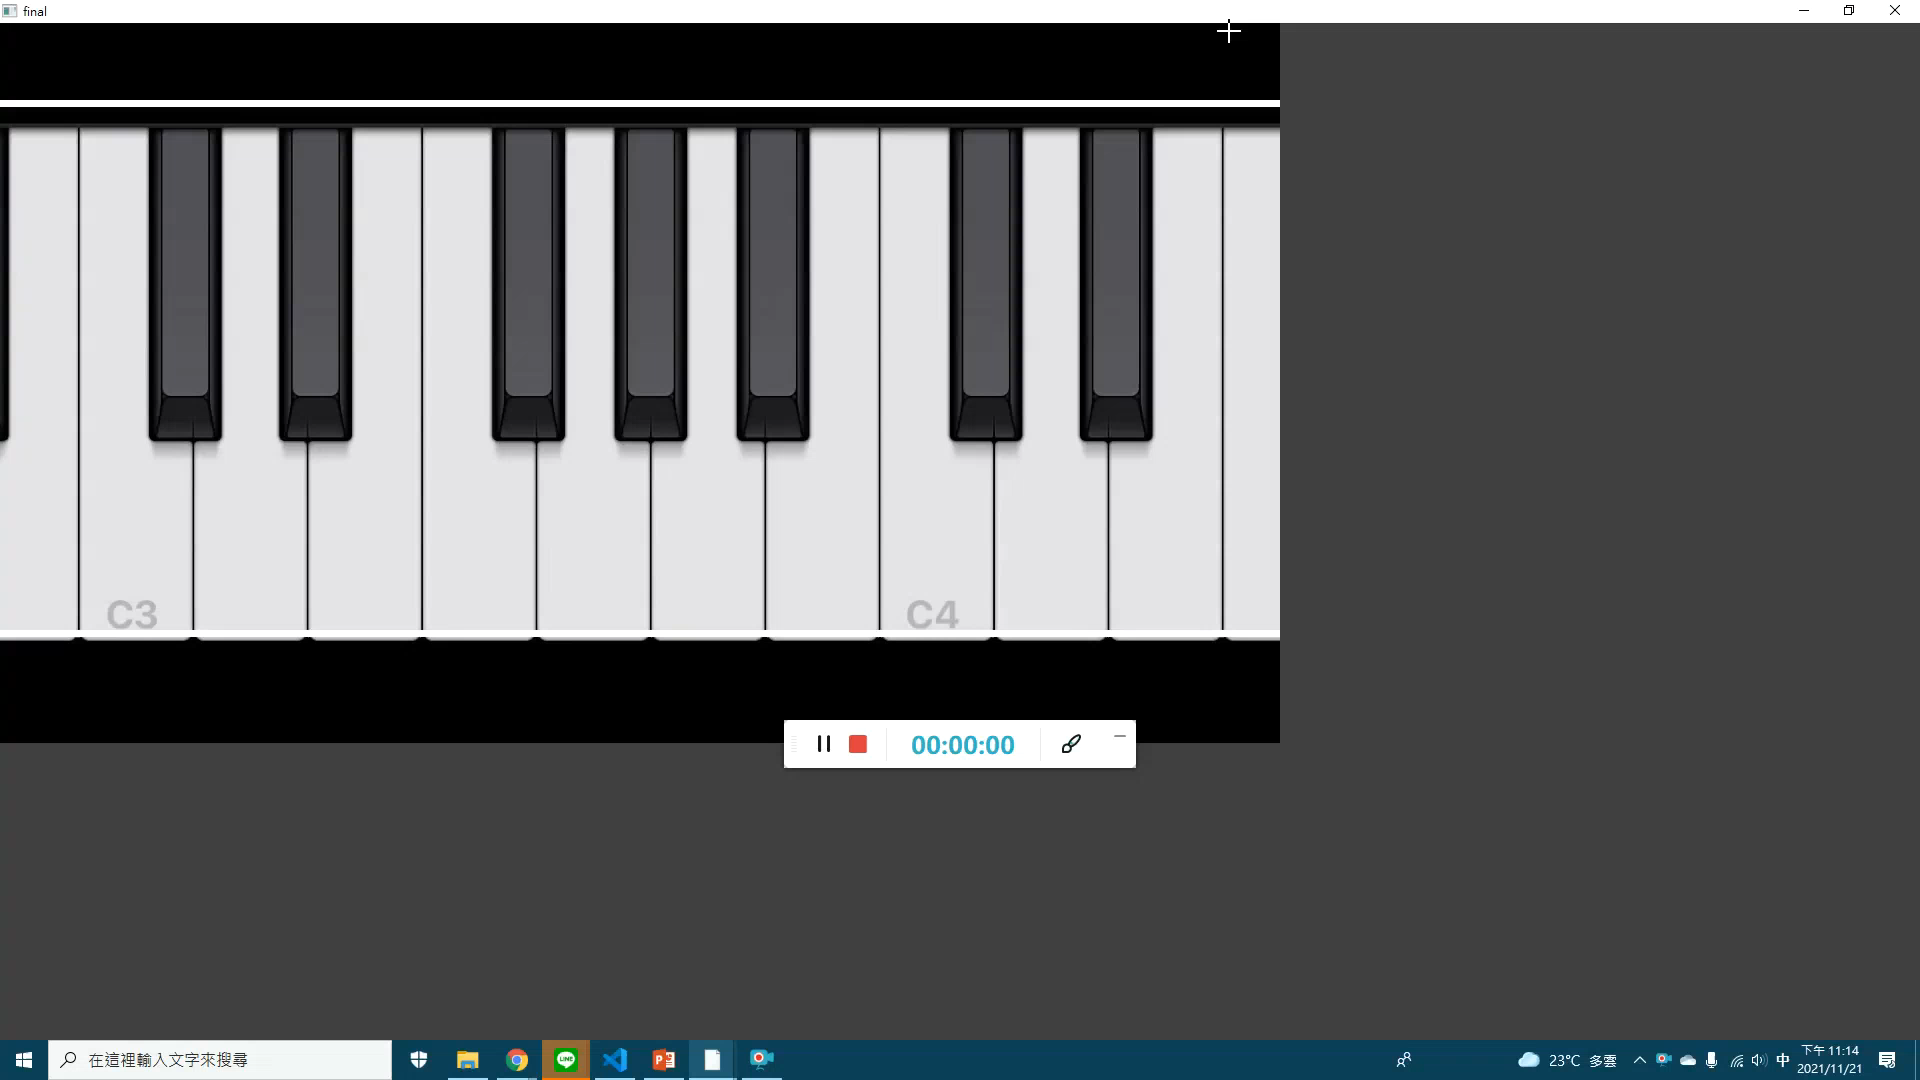 final
C3
C4
00:00:00
在這裡輸入文字來搜尋
LINE
23°C 多雲
中
下午 11:14
2021/11/21